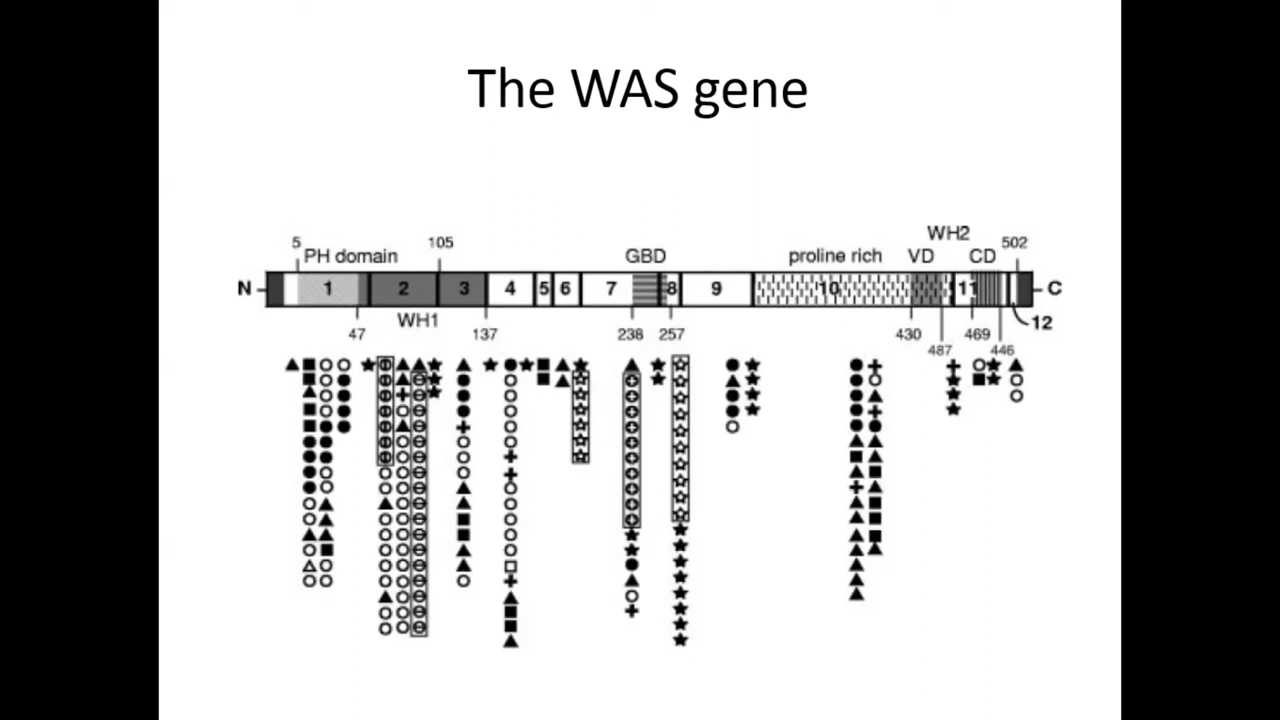 The WAS gene
WH2
5 105 502
PH domain GBD proline rich VD CD
N 1 2 3 4 5 6 7 8 9 10 11 C
WH1 12
47 137 238 257 430 469
487 446